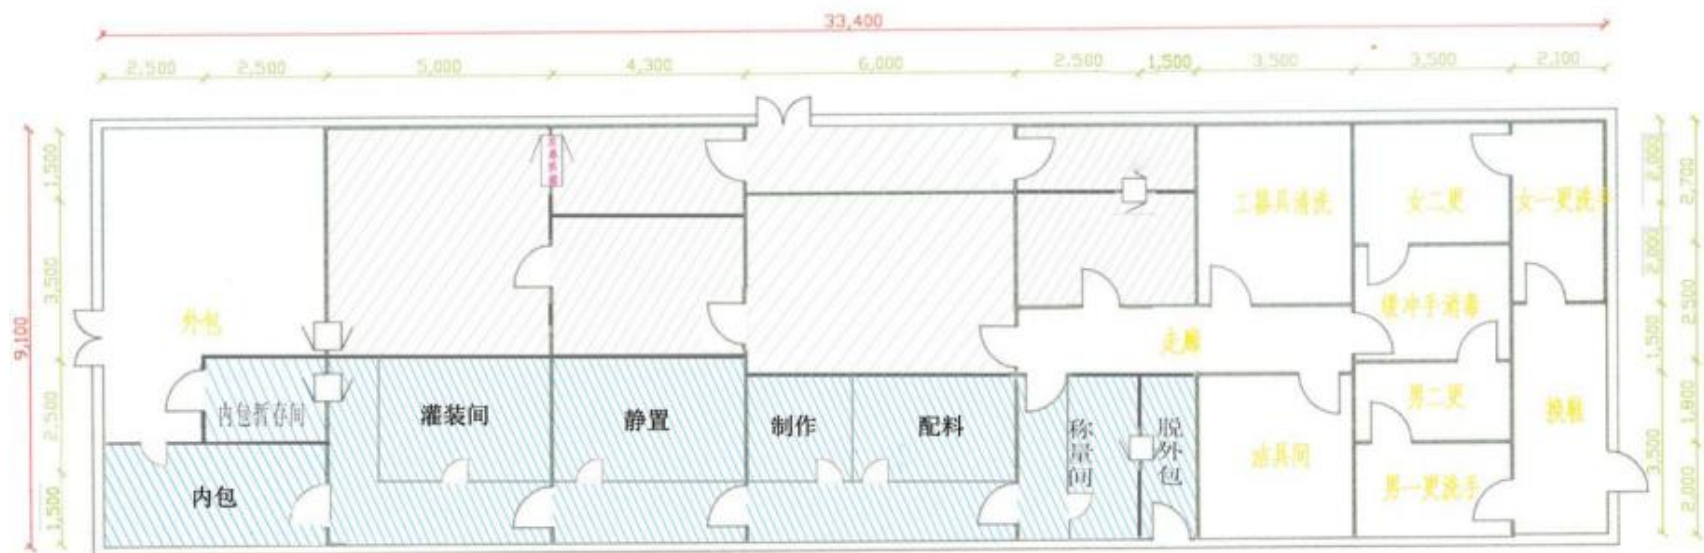 33,400
2,500
2,500
5,000
4,300
6,000
2,500
1,500
3,500
3,500
2,100
9,100
1,500
3,500
2,500
1,500
外包
内包暂存间
内包
灌装间
静置
制作
配料
称量间
脱外包
走廊
工器具清洗
洁具间
女二更
女一更洗手
缓冲手消毒
男二更
男一更洗手
换鞋
2,000
2,000
1,500
3,500
2,700
2,500
1,800
2,000